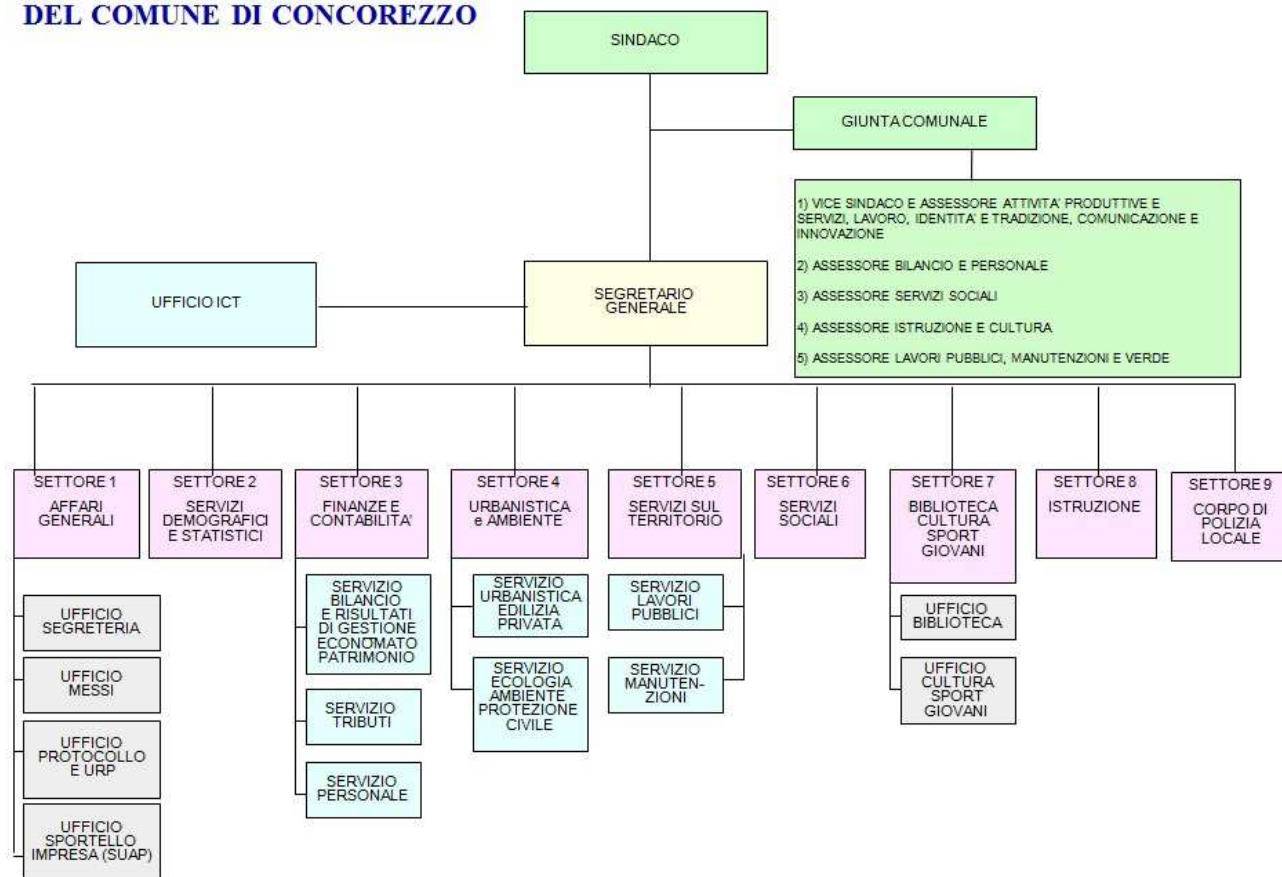 DEL COMUNE DI CONCOREZZO
SINDACO
GIUNTA COMUNALE
1) VICE SINDACO E ASSESSORE ATTIVITA' PRODUTTIVE E
SERVIZI, LAVORO, IDENTITA' E TRADIZIONE, COMUNICAZIONE E
INNOVAZIONE
2) ASSESSORE BILANCIO E PERSONALE
3) ASSESSORE SERVIZI SOCIALI
4) ASSESSORE ISTRUZIONE E CULTURA
5) ASSESSORE LAVORI PUBBLICI, MANUTENZIONI E VERDE
UFFICIO ICT
SEGRETARIO
GENERALE
SETTORE 1
AFFARI
GENERALI
UFFICIO
SEGRETERIA
UFFICIO
MESSI
UFFICIO
PROTOCOLLO
E URP
UFFICIO
SPORTELLO
IMPRESA (SUAP)
SETTORE 2
SERVIZI
DEMOGRAFICI
E STATISTICI
SETTORE 3
FINANZE E
CONTABILITA'
SERVIZIO
BILANCIO
E RISULTATI
DI GESTIONE
ECONOMATO
PATRIMONIO
SERVIZIO
TRIBUTI
SERVIZIO
PERSONALE
SETTORE 4
URBANISTICA
e AMBIENTE
SERVIZIO
URBANISTICA
EDILIZIA
PRIVATA
SERVIZIO
ECOLOGIA
AMBIENTE
PROTEZIONE
CIVILE
SETTORE 5
SERVIZI SUL
TERRITORIO
SERVIZIO
LAVORI
PUBBLICI
SERVIZIO
MANUTEN-
ZIONI
SETTORE 6
SERVIZI
SOCIALI
SETTORE 7
BIBLIOTECA
CULTURA
SPORT
GIOVANI
UFFICIO
BIBLIOTECA
UFFICIO
CULTURA
SPORT
GIOVANI
SETTORE 8
ISTRUZIONE
SETTORE 9
CORPO DI
POLIZIA
LOCALE